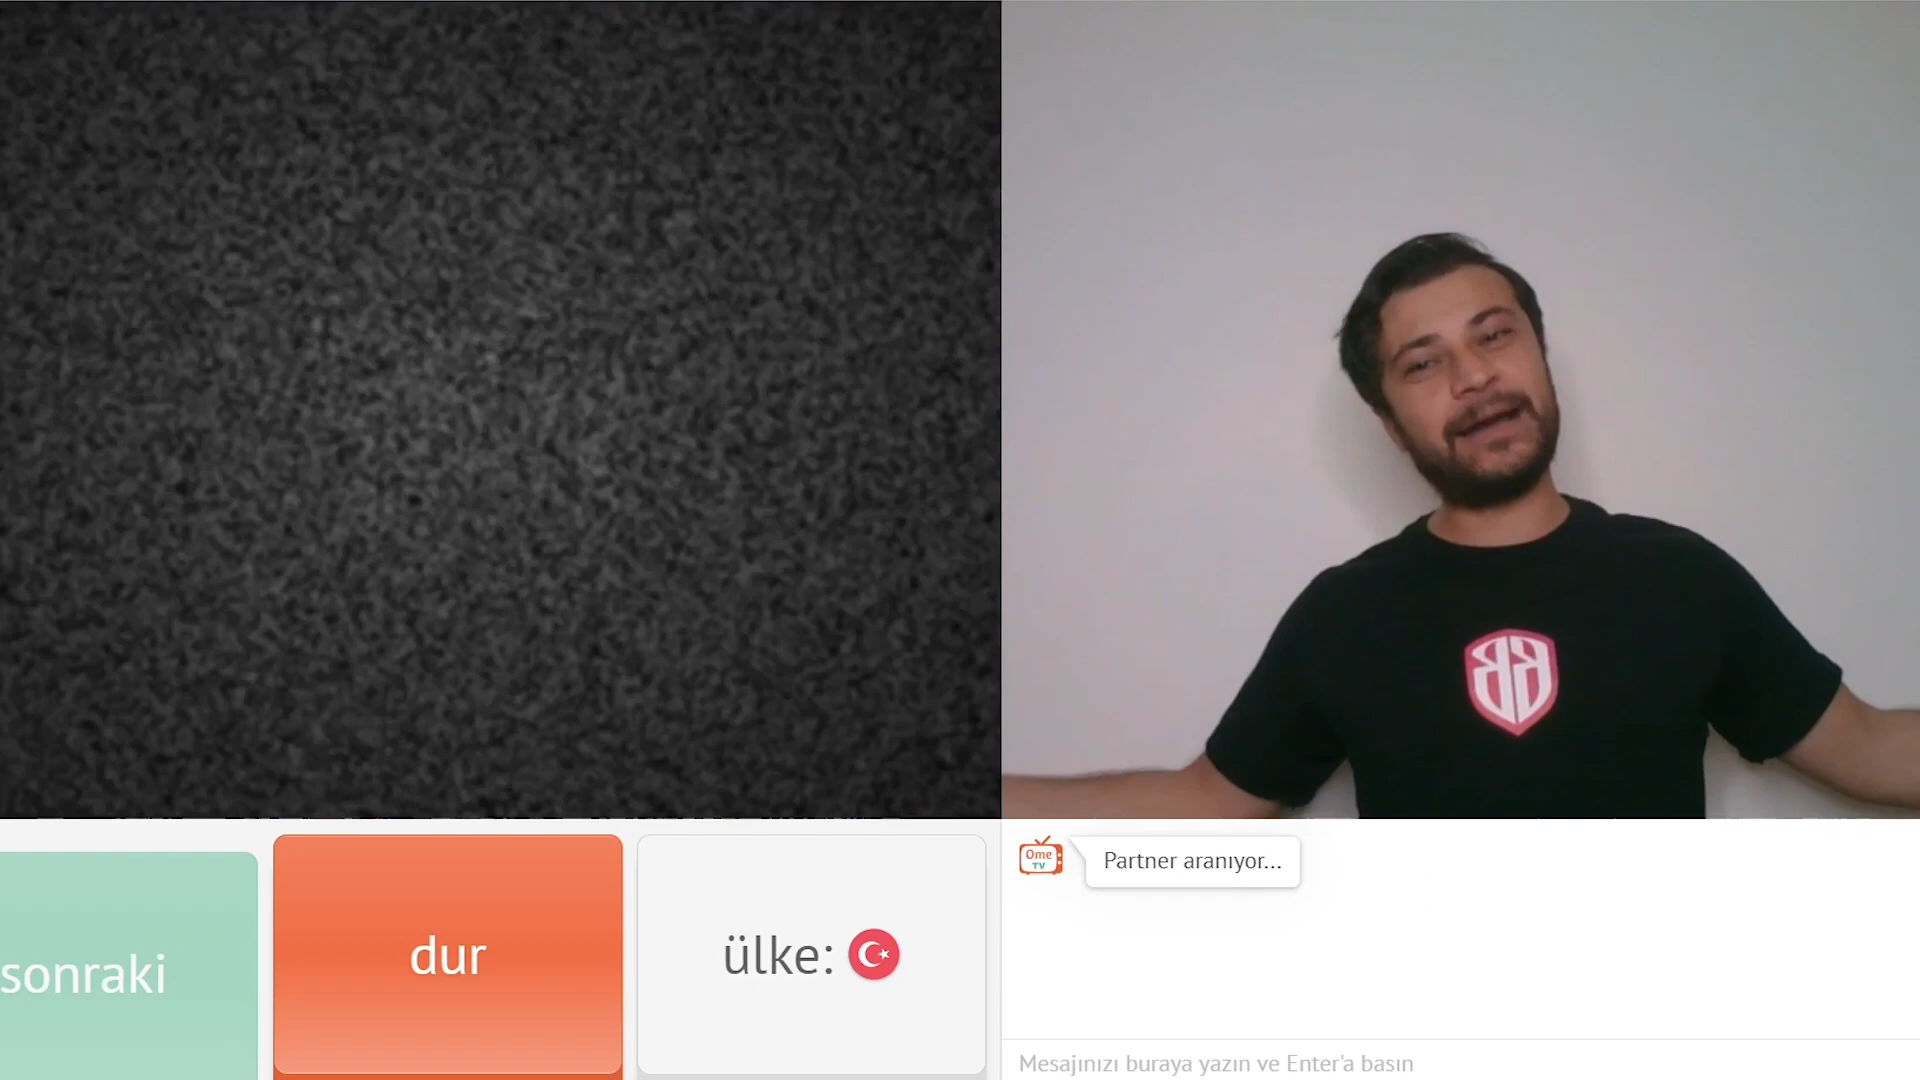 Ome
TV
Partner aranıyor...
sonraki
dur
ülke:
Mesajınızı buraya yazın ve Enter'a basın